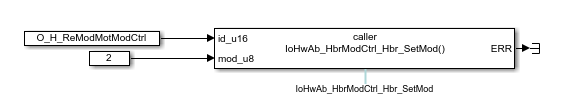 caller
O_H_ReModMotModCtrl
id_u16
IoHwAb_HbrModCtrl_Hbr_SetMod()
ERR
2
mod_u8
IoHwAb_HbrModCtrl_Hbr_SetMod